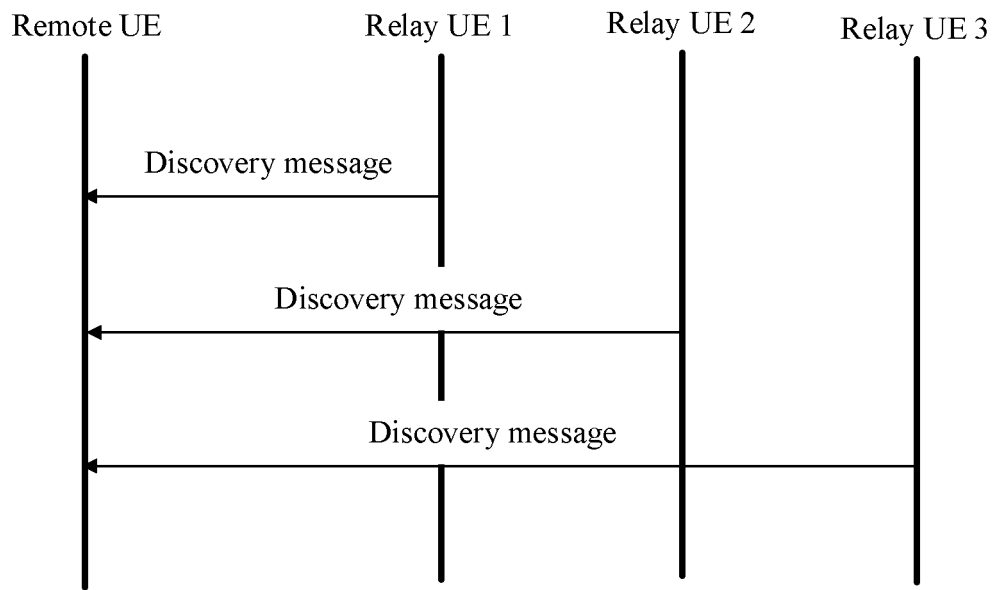 Remote UE
Relay UE 1
Relay UE 2
Relay UE 3
Discovery message
Discovery message
Discovery message